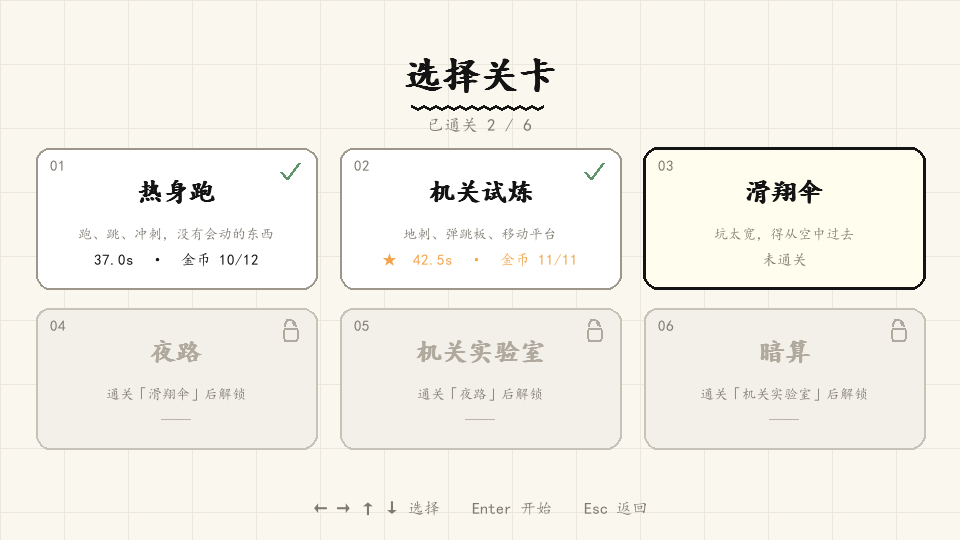 选择关卡
已通关 2 / 6
01
热身跑
跑、跳、冲刺，没有会动的东西
37.0s • 金币 10/12
02
机关试炼
地刺、弹跳板、移动平台
★ 42.5s • 金币 11/11
03
滑翔伞
坑太宽，得从空中过去
未通关
04
夜路
通关「滑翔伞」后解锁
05
机关实验室
通关「夜路」后解锁
06
暗算
通关「机关实验室」后解锁
← → ↑ ↓ 选择 Enter 开始 Esc 返回